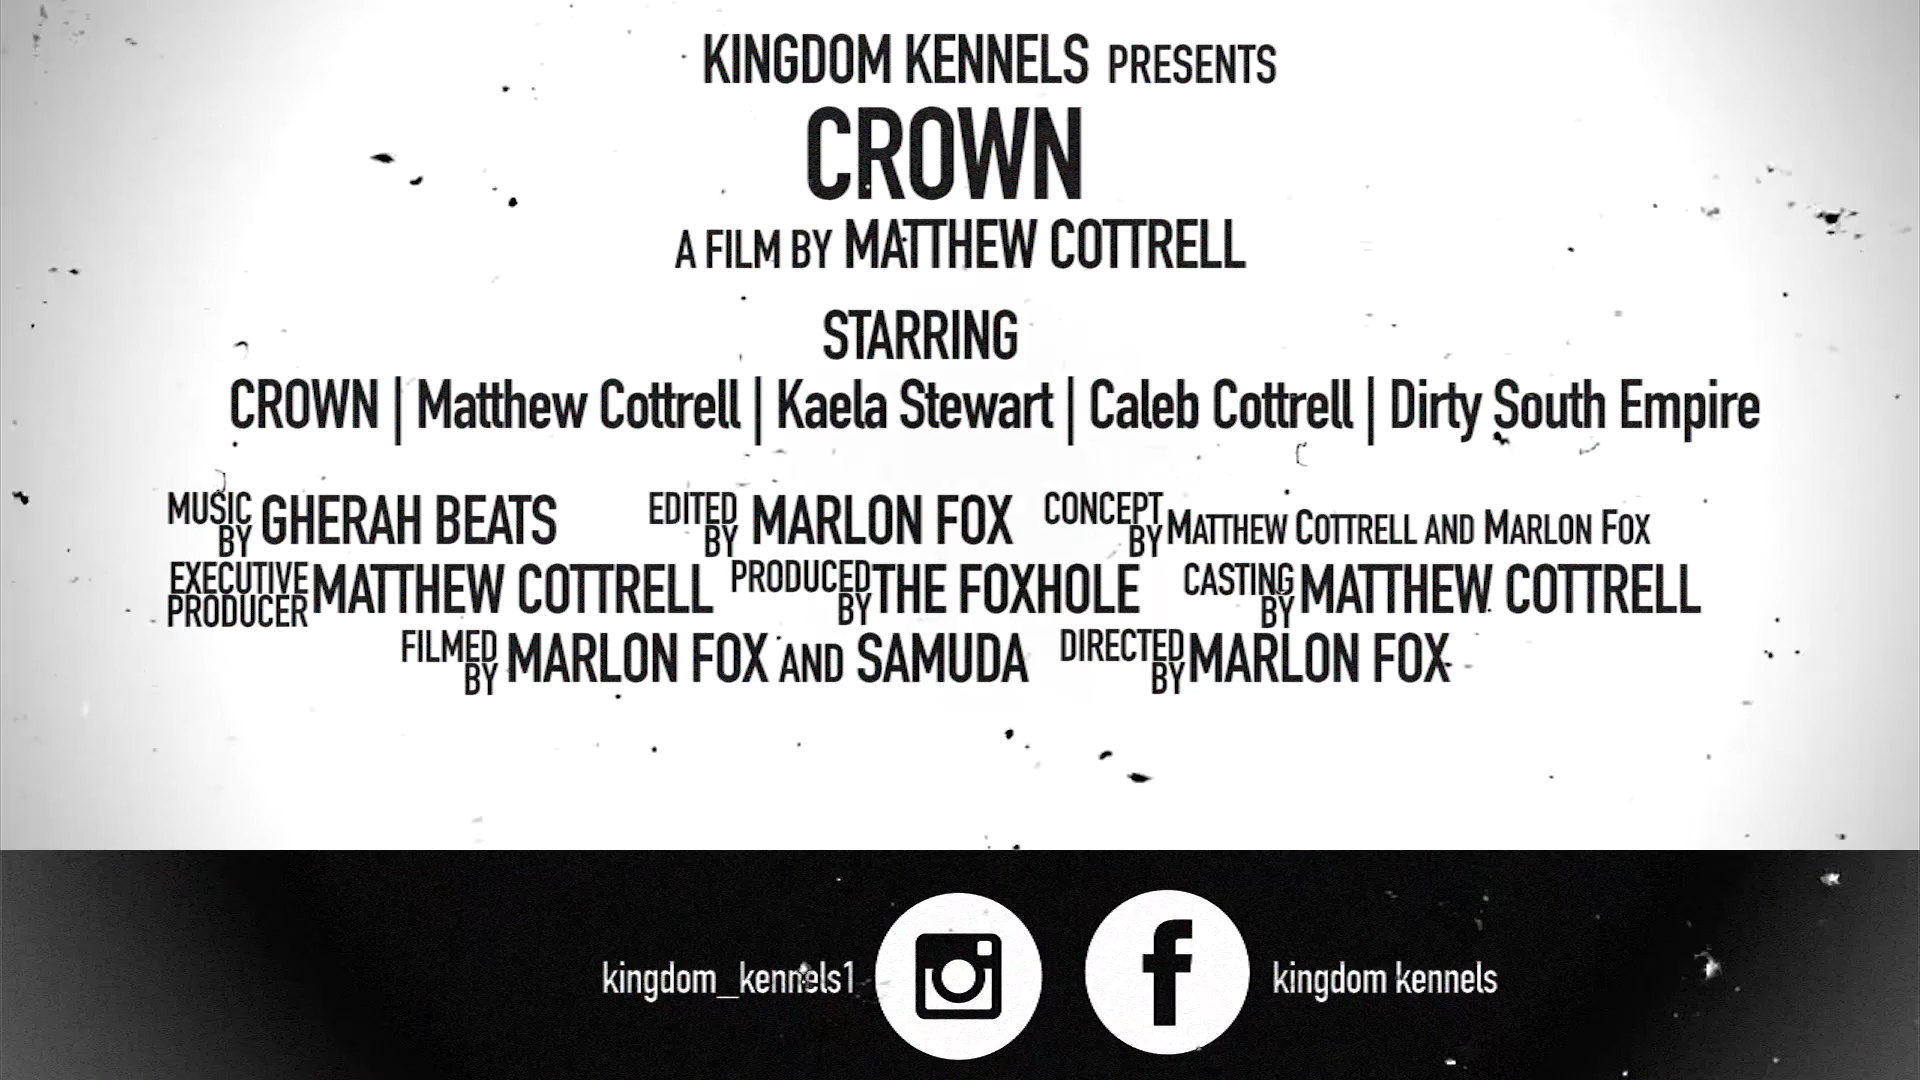 KINGDOM KENNELS PRESENTS
CROWN
A FILM BY MATTHEW COTTRELL
STARRING
CROWN | Matthew Cottrell | Kaela Stewart | Caleb Cottrell | Dirty South Empire
MUSIC BY GHERAH BEATS EDITED BY MARLON FOX CONCEPT BY MATTHEW COTTRELL AND MARLON FOX
EXECUTIVE PRODUCER MATTHEW COTTRELL PRODUCED BY THE FOXHOLE CASTING BY MATTHEW COTTRELL
FILMED BY MARLON FOX AND SAMUDA DIRECTED BY MARLON FOX
kingdom_kennels1 f kingdom kennels